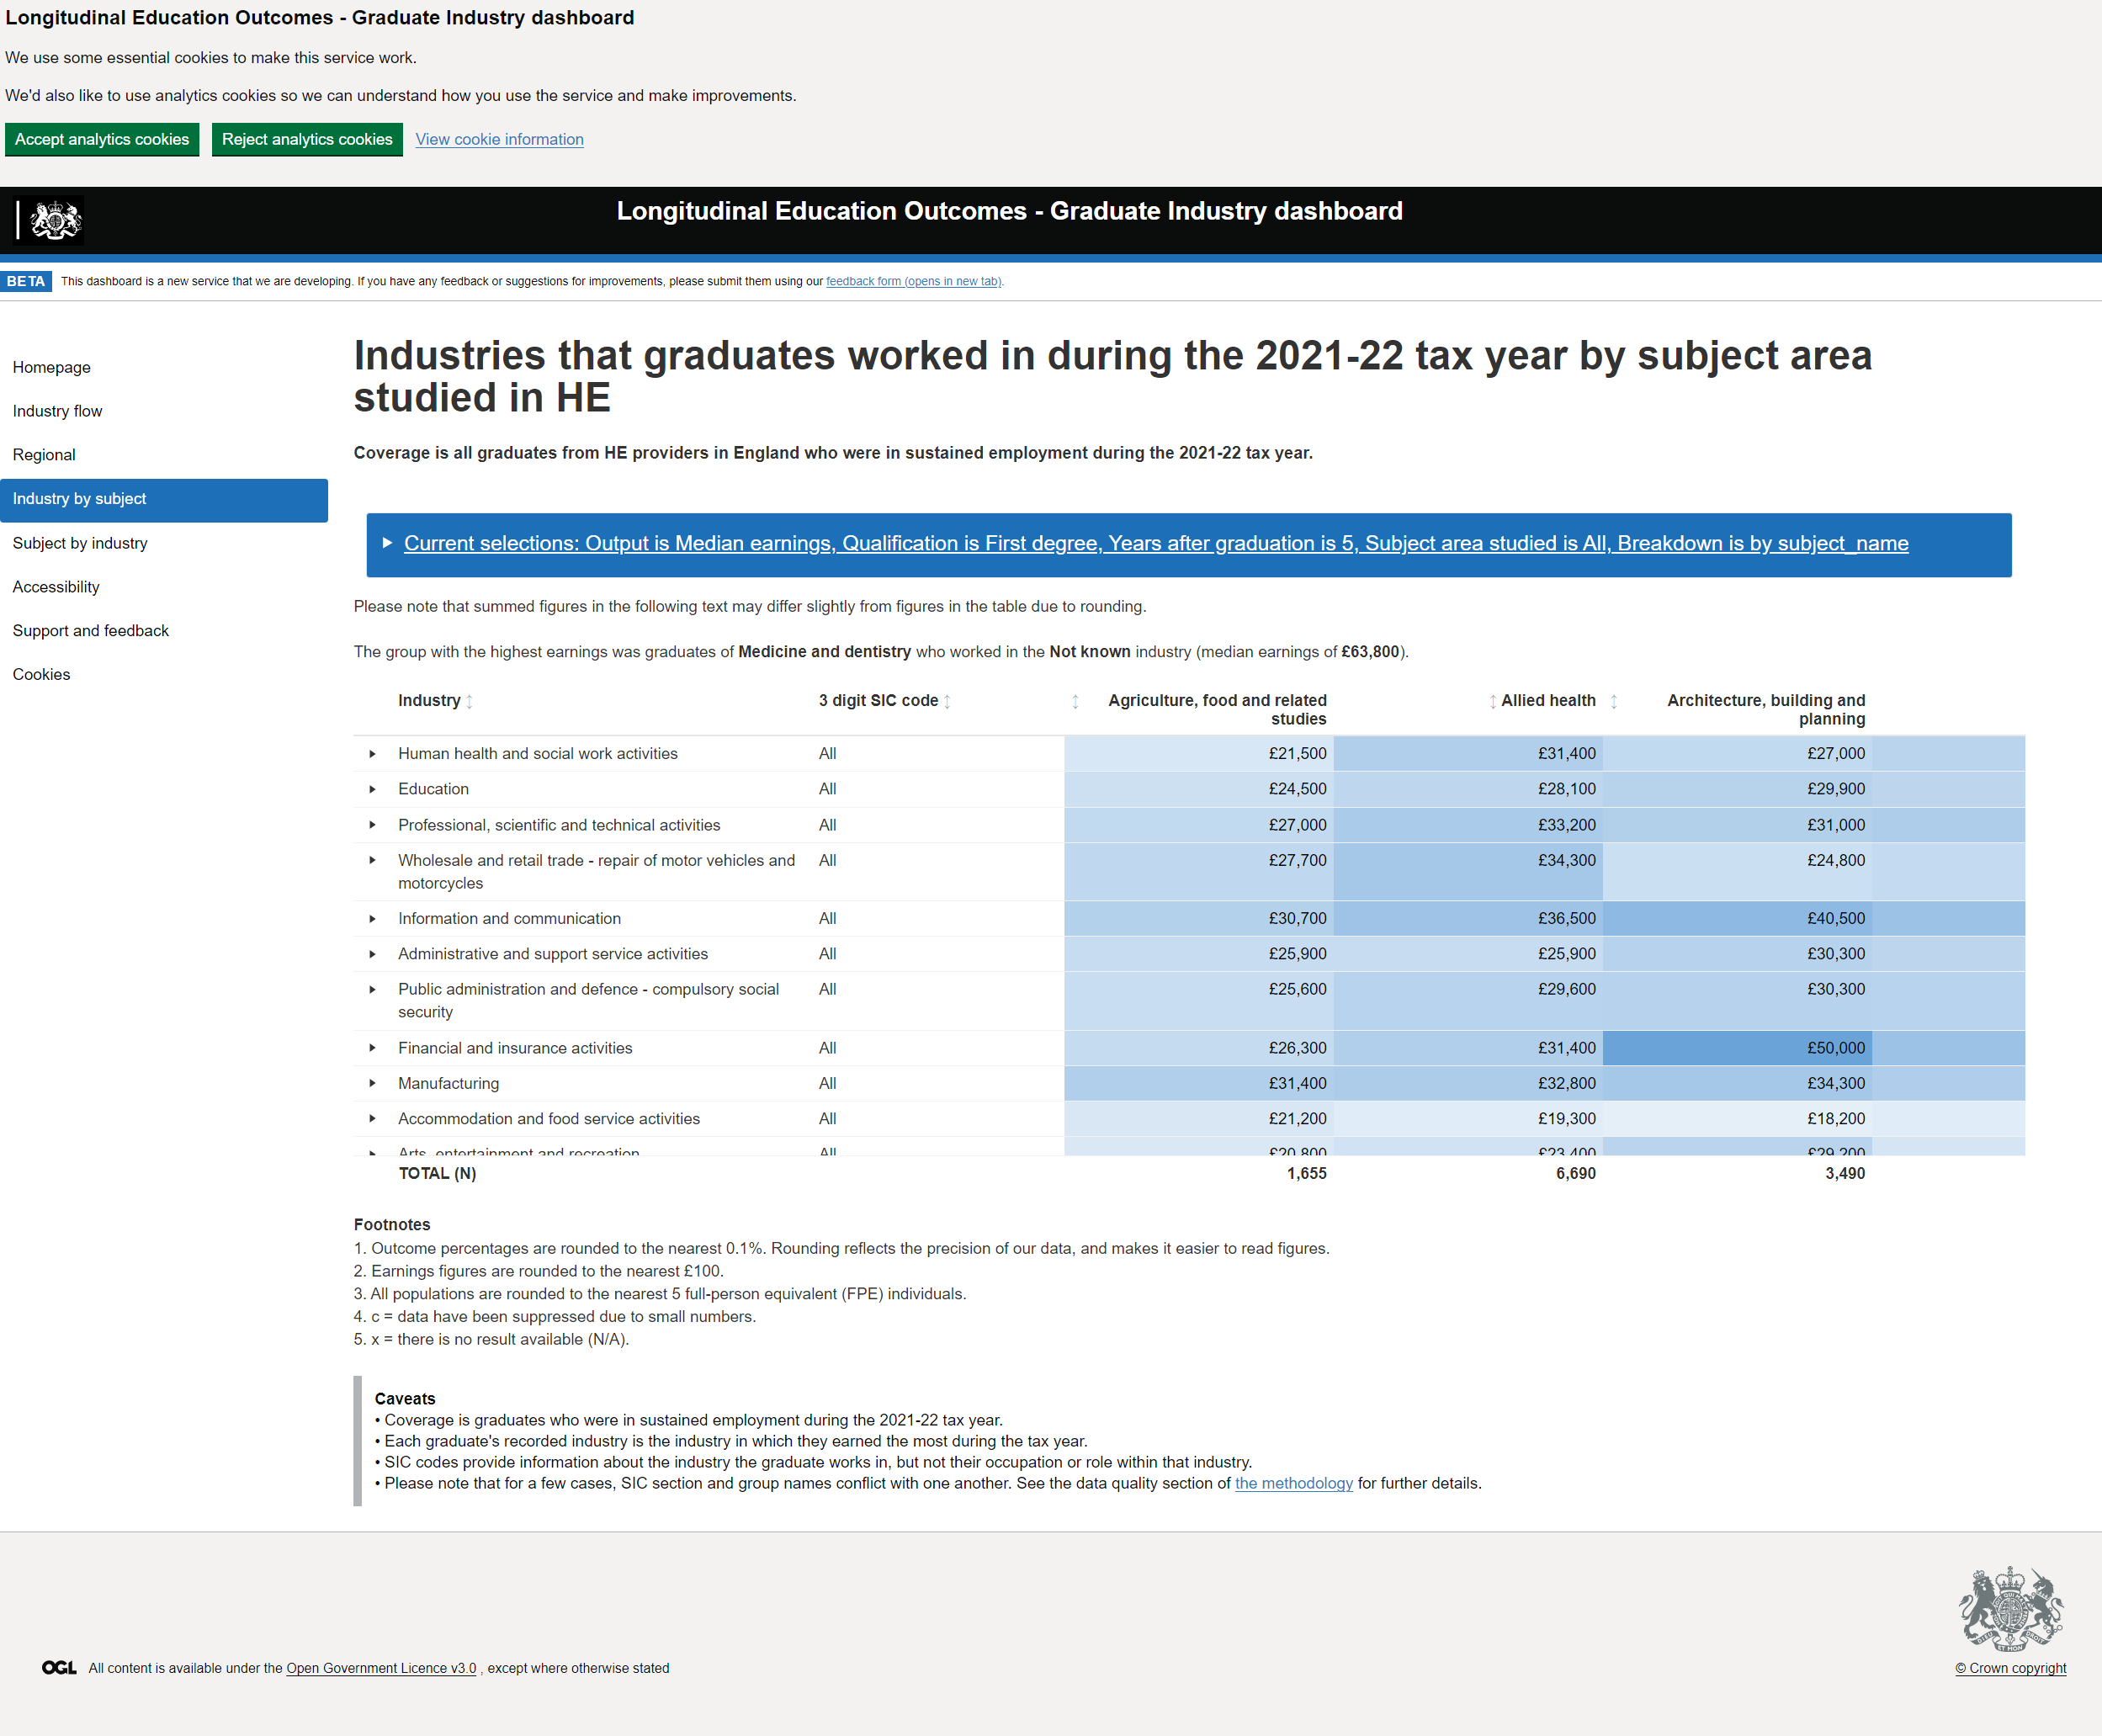 Longitudinal Education Outcomes - Graduate Industry dashboard
We use some essential cookies to make this service work.
We'd also like to use analytics cookies so we can understand how you use the service and make improvements.
Accept analytics cookies Reject analytics cookies View cookie information
Longitudinal Education Outcomes - Graduate Industry dashboard
BETA This dashboard is a new service that we are developing. If you have any feedback or suggestions for improvements, please submit them using our feedback form (opens in new tab).
Homepage
Industry flow
Regional
Industry by subject
Subject by industry
Accessibility
Support and feedback
Cookies
Industries that graduates worked in during the 2021-22 tax year by subject area
studied in HE
Coverage is all graduates from HE providers in England who were in sustained employment during the 2021-22 tax year.
Current selections: Output is Median earnings, Qualification is First degree, Years after graduation is 5, Subject area studied is All, Breakdown is by subject_name
Please note that summed figures in the following text may differ slightly from figures in the table due to rounding.
The group with the highest earnings was graduates of Medicine and dentistry who worked in the Not known industry (median earnings of £63,800).
Industry 3 digit SIC code Agriculture, food and related studies Allied health Architecture, building and planning
Human health and social work activities All £21,500 £31,400 £27,000
Education All £24,500 £28,100 £29,900
Professional, scientific and technical activities All £27,000 £33,200 £31,000
Wholesale and retail trade - repair of motor vehicles and motorcycles All £27,700 £34,300 £24,800
Information and communication All £30,700 £36,500 £40,500
Administrative and support service activities All £25,900 £25,900 £30,300
Public administration and defence - compulsory social security All £25,600 £29,600 £30,300
Financial and insurance activities All £26,300 £31,400 £50,000
Manufacturing All £31,400 £32,800 £34,300
Accommodation and food service activities All £21,200 £19,300 £18,200
Arts, entertainment and recreation All £20,800 £23,400 £29,200
TOTAL (N) 1,655 6,690 3,490
Footnotes
1. Outcome percentages are rounded to the nearest 0.1%. Rounding reflects the precision of our data, and makes it easier to read figures.
2. Earnings figures are rounded to the nearest £100.
3. All populations are rounded to the nearest 5 full-person equivalent (FPE) individuals.
4. c = data have been suppressed due to small numbers.
5. x = there is no result available (N/A).
Caveats
• Coverage is graduates who were in sustained employment during the 2021-22 tax year.
• Each graduate's recorded industry is the industry in which they earned the most during the tax year.
• SIC codes provide information about the industry the graduate works in, but not their occupation or role within that industry.
• Please note that for a few cases, SIC section and group names conflict with one another. See the data quality section of the methodology for further details.
OGL All content is available under the Open Government Licence v3.0 , except where otherwise stated
© Crown copyright